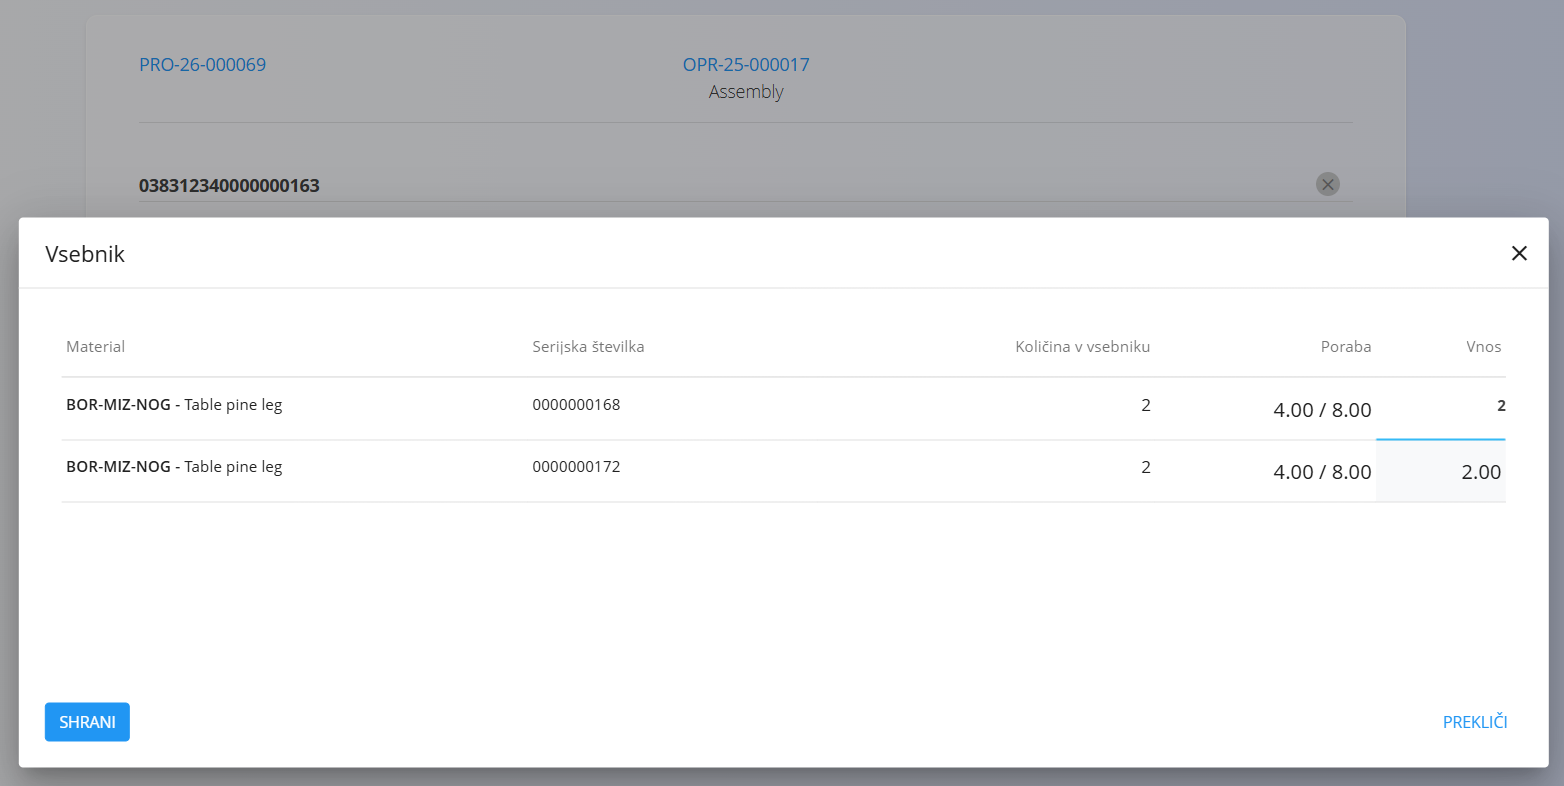 PRO-26-000069 OPR-25-000017
Assembly
038312340000000163
Vsebnik
Material Serijska številka Količina v vsebniku Poraba Vnos
BOR-MIZ-NOG - Table pine leg 0000000168 2 4.00 / 8.00 2
BOR-MIZ-NOG - Table pine leg 0000000172 2 4.00 / 8.00 2.00
SHRANI PREKLIČI